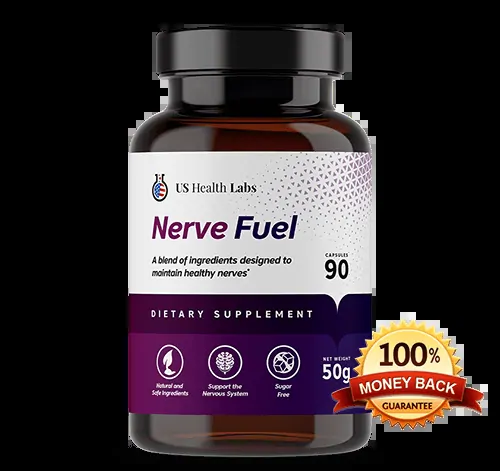 US Health Labs
Nerve Fuel
A blend of ingredients designed to
maintain healthy nerves*
CAPSULES
90
DIETARY SUPPLEMENT
Natural and
Safe Ingredients
Support the
Nervous System
Sugar
Free
NET WEIGHT
50g
100%
MONEY BACK
GUARANTEE